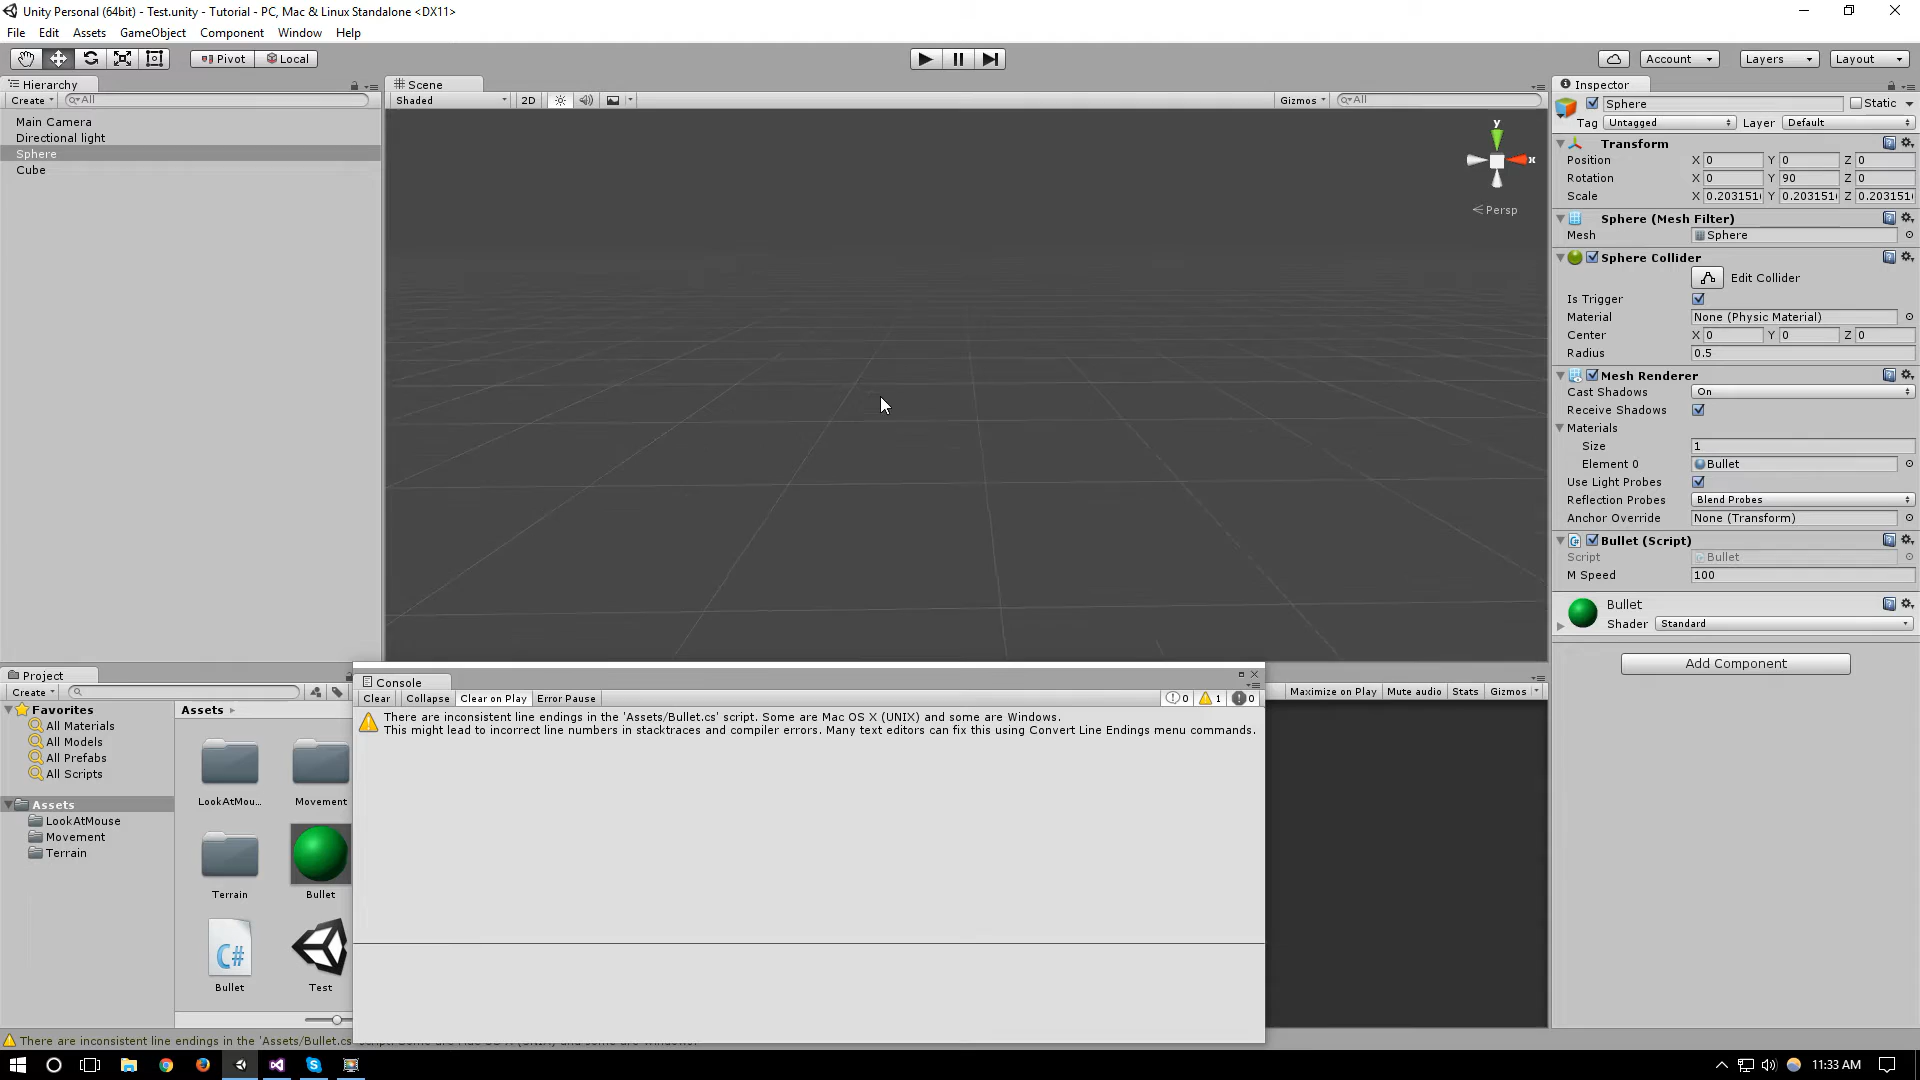 Unity Personal (64bit) - Test.unity - Tutorial - PC, Mac & Linux Standalone <DX11>
File Edit Assets GameObject Component Window Help
Pivot Local Account Layers Layout
Hierarchy
Create All
Main Camera
Directional light
Sphere
Cube
Scene
Shaded 2D Gizmos All
y
x
Persp
Inspector
Sphere Static
Tag Untagged Layer Default
Transform
Position X 0 Y 0 Z 0
Rotation X 0 Y 90 Z 0
Scale X 0.20315 Y 0.20315 Z 0.20315
Sphere (Mesh Filter)
Mesh Sphere
Sphere Collider
Edit Collider
Is Trigger
Material None (Physic Material)
Center X 0 Y 0 Z 0
Radius 0.5
Mesh Renderer
Cast Shadows On
Receive Shadows
Materials
Size 1
Element 0 Bullet
Use Light Probes
Reflection Probes Blend Probes
Anchor Override None (Transform)
Bullet (Script)
Script Bullet
M Speed 100
Bullet
Shader Standard
Add Component
Project
Create
Favorites
All Materials
All Models
All Prefabs
All Scripts
Assets
LookAtMouse
Movement
Terrain
Assets
LookAtMou... Movement
Terrain Bullet
C#
Bullet Test
Console
Clear Collapse Clear on Play Error Pause 0 1 0
There are inconsistent line endings in the 'Assets/Bullet.cs' script. Some are Mac OS X (UNIX) and some are Windows.
This might lead to incorrect line numbers in stacktraces and compiler errors. Many text editors can fix this using Convert Line Endings menu commands.
Maximize on Play Mute audio Stats Gizmos
There are inconsistent line endings in the 'Assets/Bullet.cs
11:33 AM